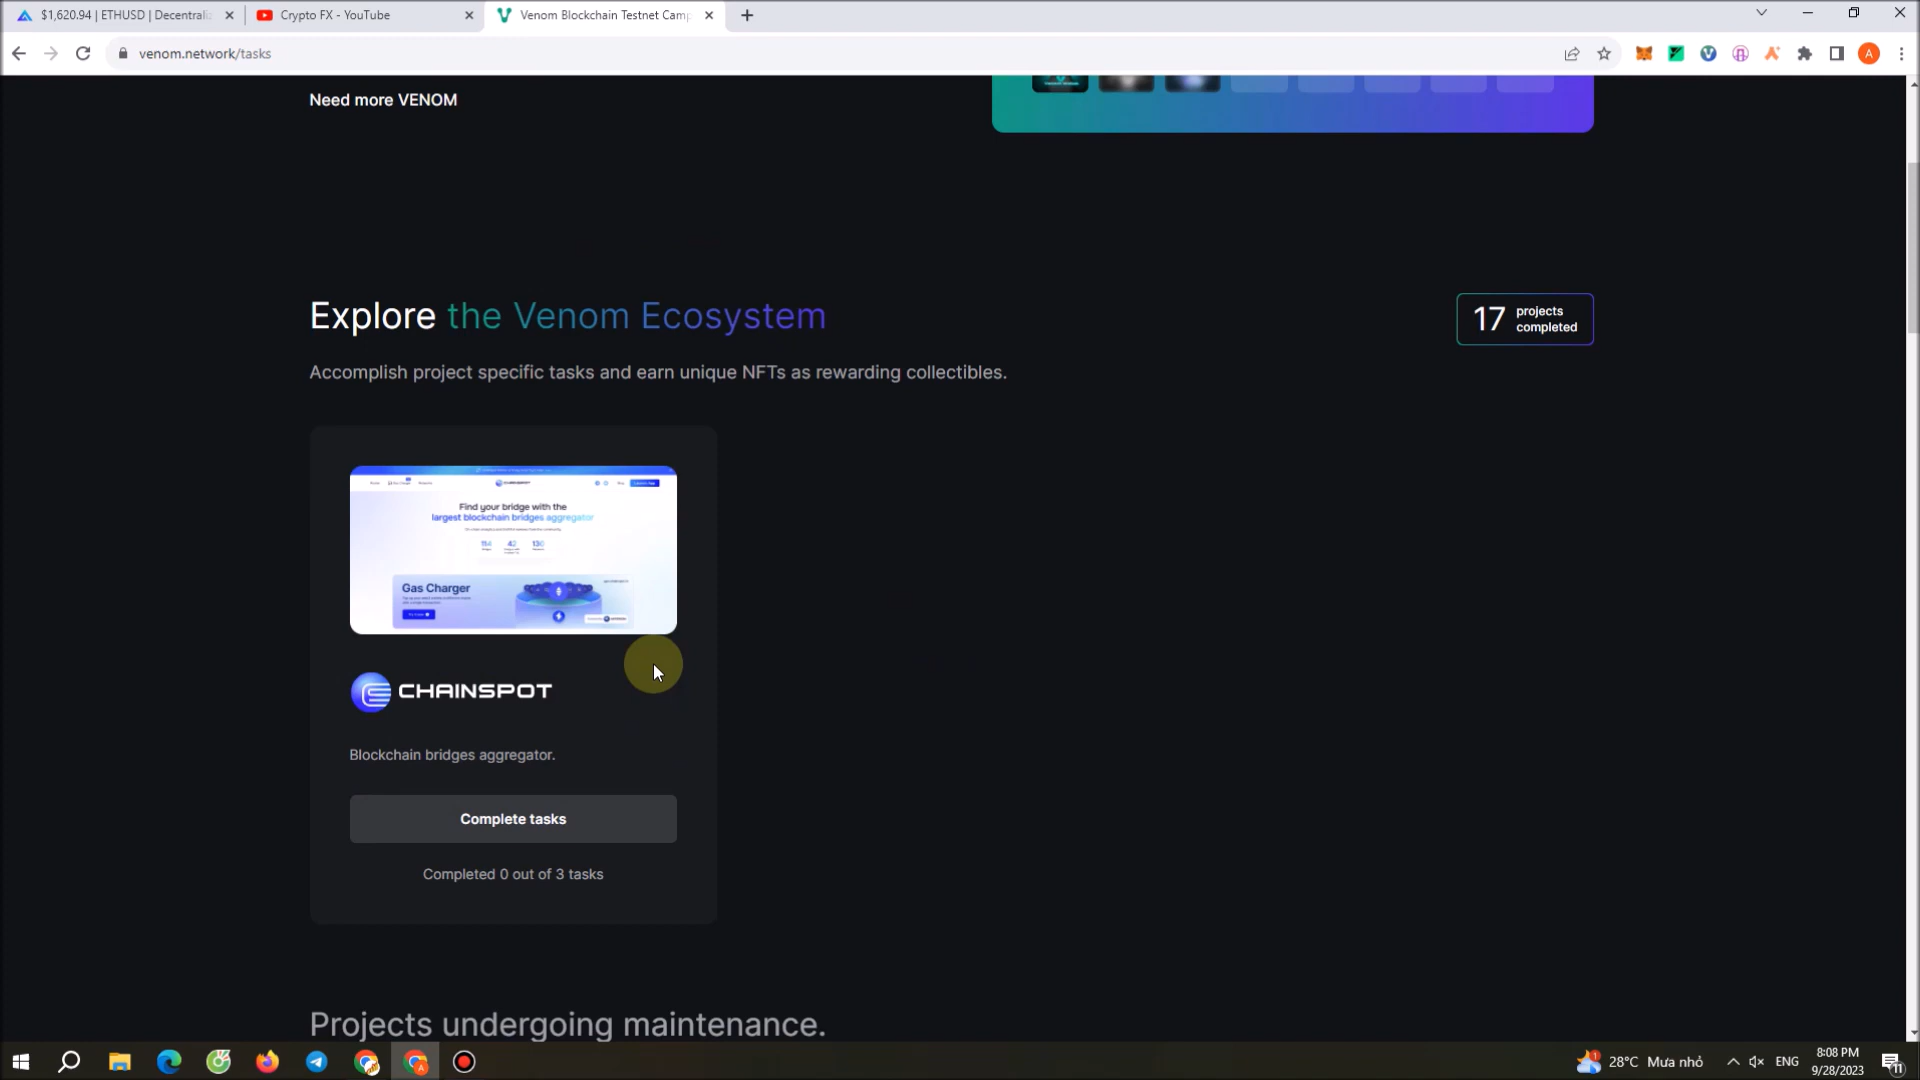 $1,620.94 | ETHUSD | Decentrali
Crypto FX - YouTube
Venom Blockchain Testnet Camp
venom.network/tasks
A
Need more VENOM
Explore the Venom Ecosystem
17 projects
completed
Accomplish project specific tasks and earn unique NFTs as rewarding collectibles.
CHAINSPOT
Find your bridge with the
largest blockchain bridges aggregator
Gas Charger
CHAINSPOT
Blockchain bridges aggregator.
Complete tasks
Completed 0 out of 3 tasks
Projects undergoing maintenance.
28°C Mưa nhỏ
ENG
8:08 PM
9/28/2023
11